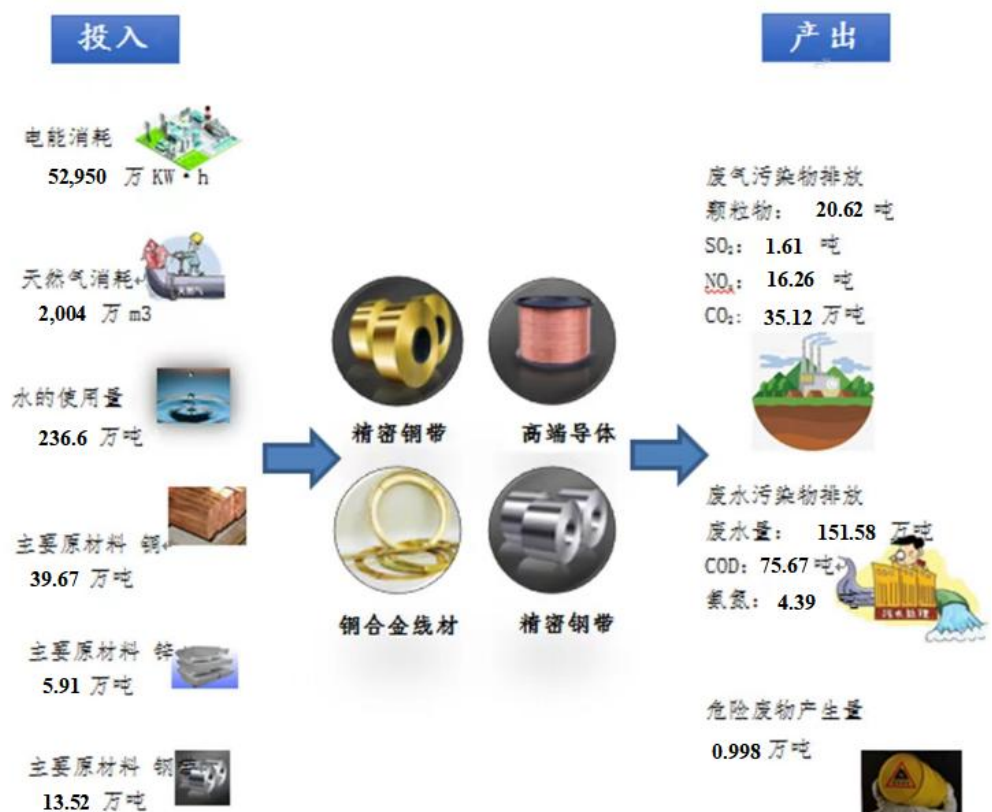 投入
电能消耗
52,950 万 KW·h
天然气消耗
天然气
2,004 万 m3
水的使用量
236.6 万吨
主要原材料 铜
39.67 万吨
主要原材料 锌
5.91 万吨
主要原材料 钢
13.52 万吨
精密铜带
高端导体
铜合金线材
精密钢带
产出
废气污染物排放
颗粒物： 20.62 吨
SO₂： 1.61 吨
NOₓ： 16.26 吨
CO₂： 35.12 万吨
废水污染物排放
废水量： 151.58 万吨
COD：75.67 吨
氨氮： 4.39
污水处理
危险废物产生量
0.998 万吨